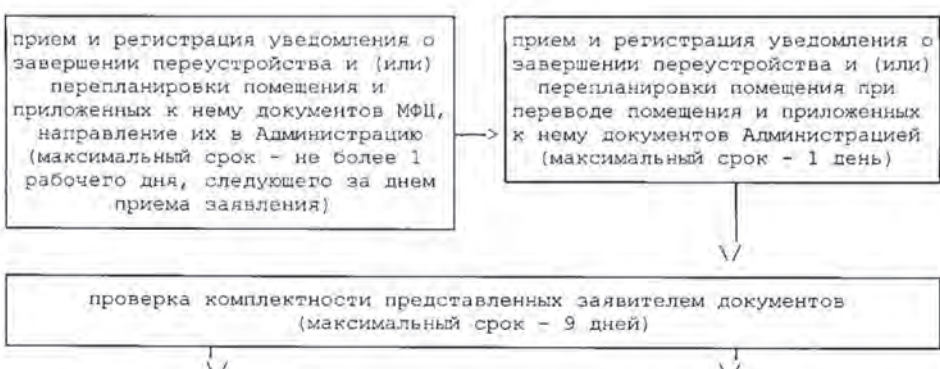 прием и регистрация уведомления о
завершении переустройства и (или)
перепланировки помещения и
приложенных к нему документов МФЦ,
направление их в Администрацию
(максимальный срок - не более 1
рабочего дня, следующего за днем
приема заявления)
прием и регистрация уведомления о
завершении переустройства и (или)
перепланировки помещения при
переводе помещения и приложенных
к нему документов Администрацией
(максимальный срок - 1 день)
проверка комплектности представленных заявителем документов
(максимальный срок - 9 дней)